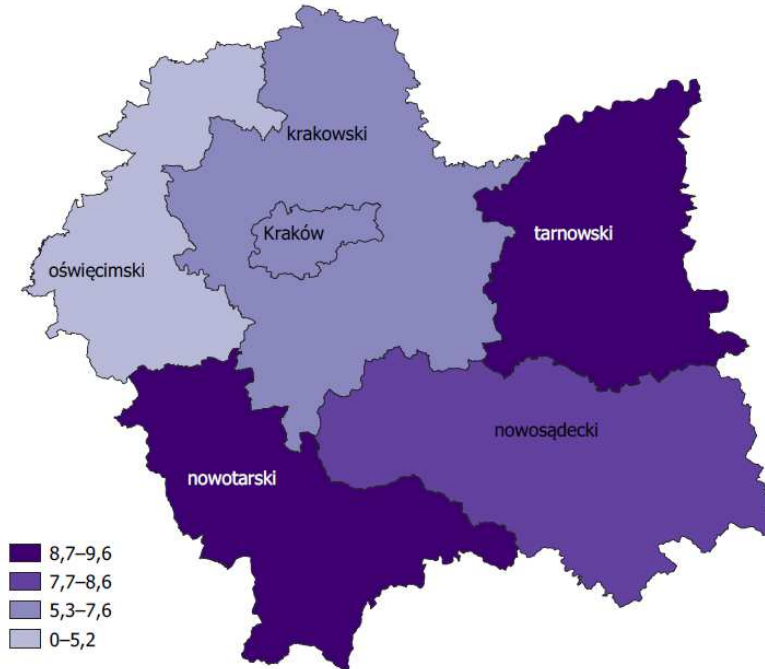 krakowski
Kraków
tarnowski
oświęcimski
nowosądecki
nowotarski
8,7–9,6
7,7–8,6
5,3–7,6
0–5,2